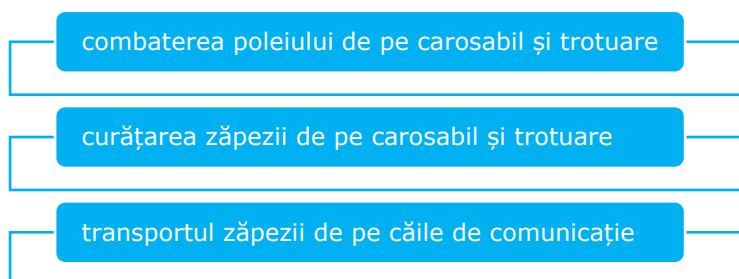 combaterea poleiului de pe carosabil și trotuare
curățarea zăpezii de pe carosabil și trotuare
transportul zăpezii de pe căile de comunicație